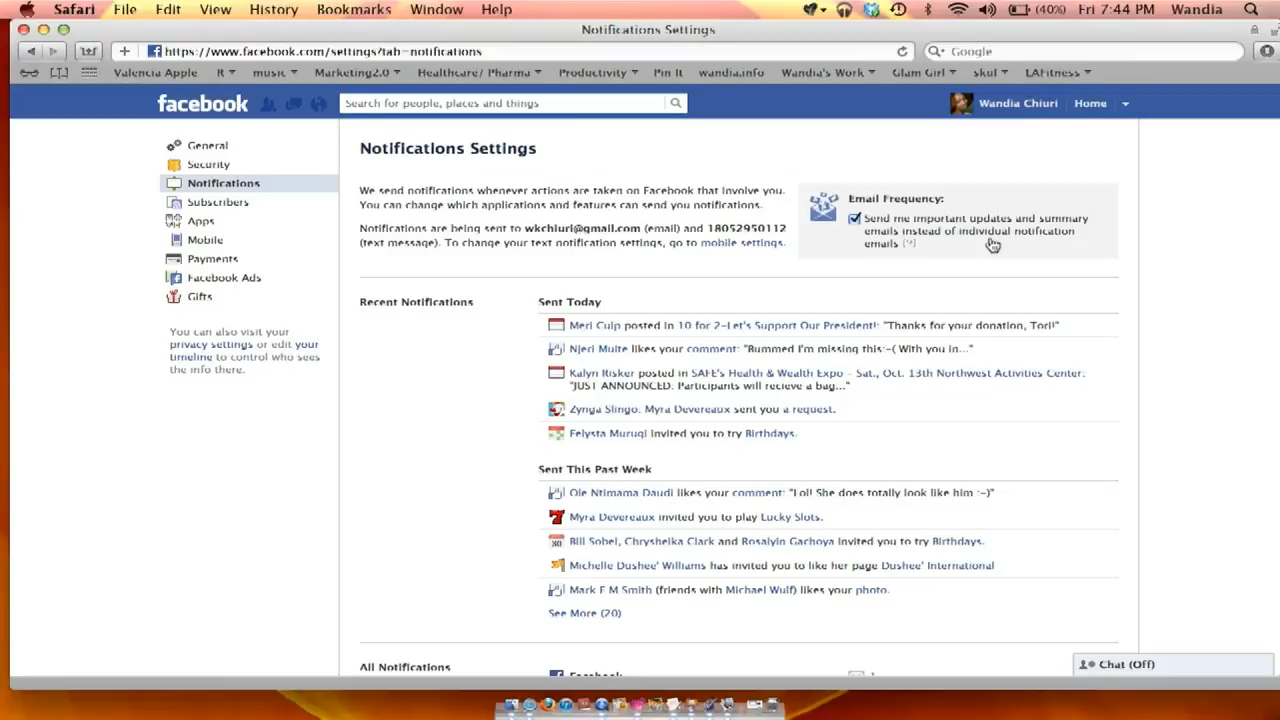 Safari File Edit View History Bookmarks Window Help (40%) Fri 7:44 PM Wandia
Notifications Settings
https://www.facebook.com/settings?tab=notifications Google
Valencia Apple R music Marketing2.0 Healthcare/ Pharma Productivity Pin It wandia.info Wandia's Work Glam Girl skul LAFitness
facebook Search for people, places and things Wandia Chiuri Home
General
Security
Notifications
Subscribers
Apps
Mobile
Payments
Facebook Ads
Gifts
You can also visit your
privacy settings or edit your
timeline to control who sees
the info there.
Notifications Settings
We send notifications whenever actions are taken on Facebook that involve you.
You can change which applications and features can send you notifications.
Notifications are being sent to wkchiuri@gmail.com (email) and 18052950112
(text message). To change your text notification settings, go to mobile settings.
Email Frequency:
Send me important updates and summary
emails instead of individual notification
emails [?]
Recent Notifications
Sent Today
Meri Culp posted in 10 for 2-Let's Support Our President!: "Thanks for your donation, Tori!"
Njeri Muite likes your comment: "Bummed I'm missing this:-( With you in..."
Kalyn Risker posted in SAFE's Health & Wealth Expo - Sat., Oct. 13th Northwest Activities Center:
"JUST ANNOUNCED: Participants will recieve a bag..."
Zynga Slingo: Myra Devereaux sent you a request.
Felysta Murugi invited you to try Birthdays.
Sent This Past Week
Ole Ntimama Daudi likes your comment: "Lol! She does totally look like him :-)"
Myra Devereaux invited you to play Lucky Slots.
Bill Sobel, Chrysheika Clark and Rosalyin Gachoya invited you to try Birthdays.
Michelle Dushee' Williams has invited you to like her page Dushee' International
Mark F M Smith (friends with Michael Wulf) likes your photo.
See More (20)
All Notifications
Facebook
Chat (Off)